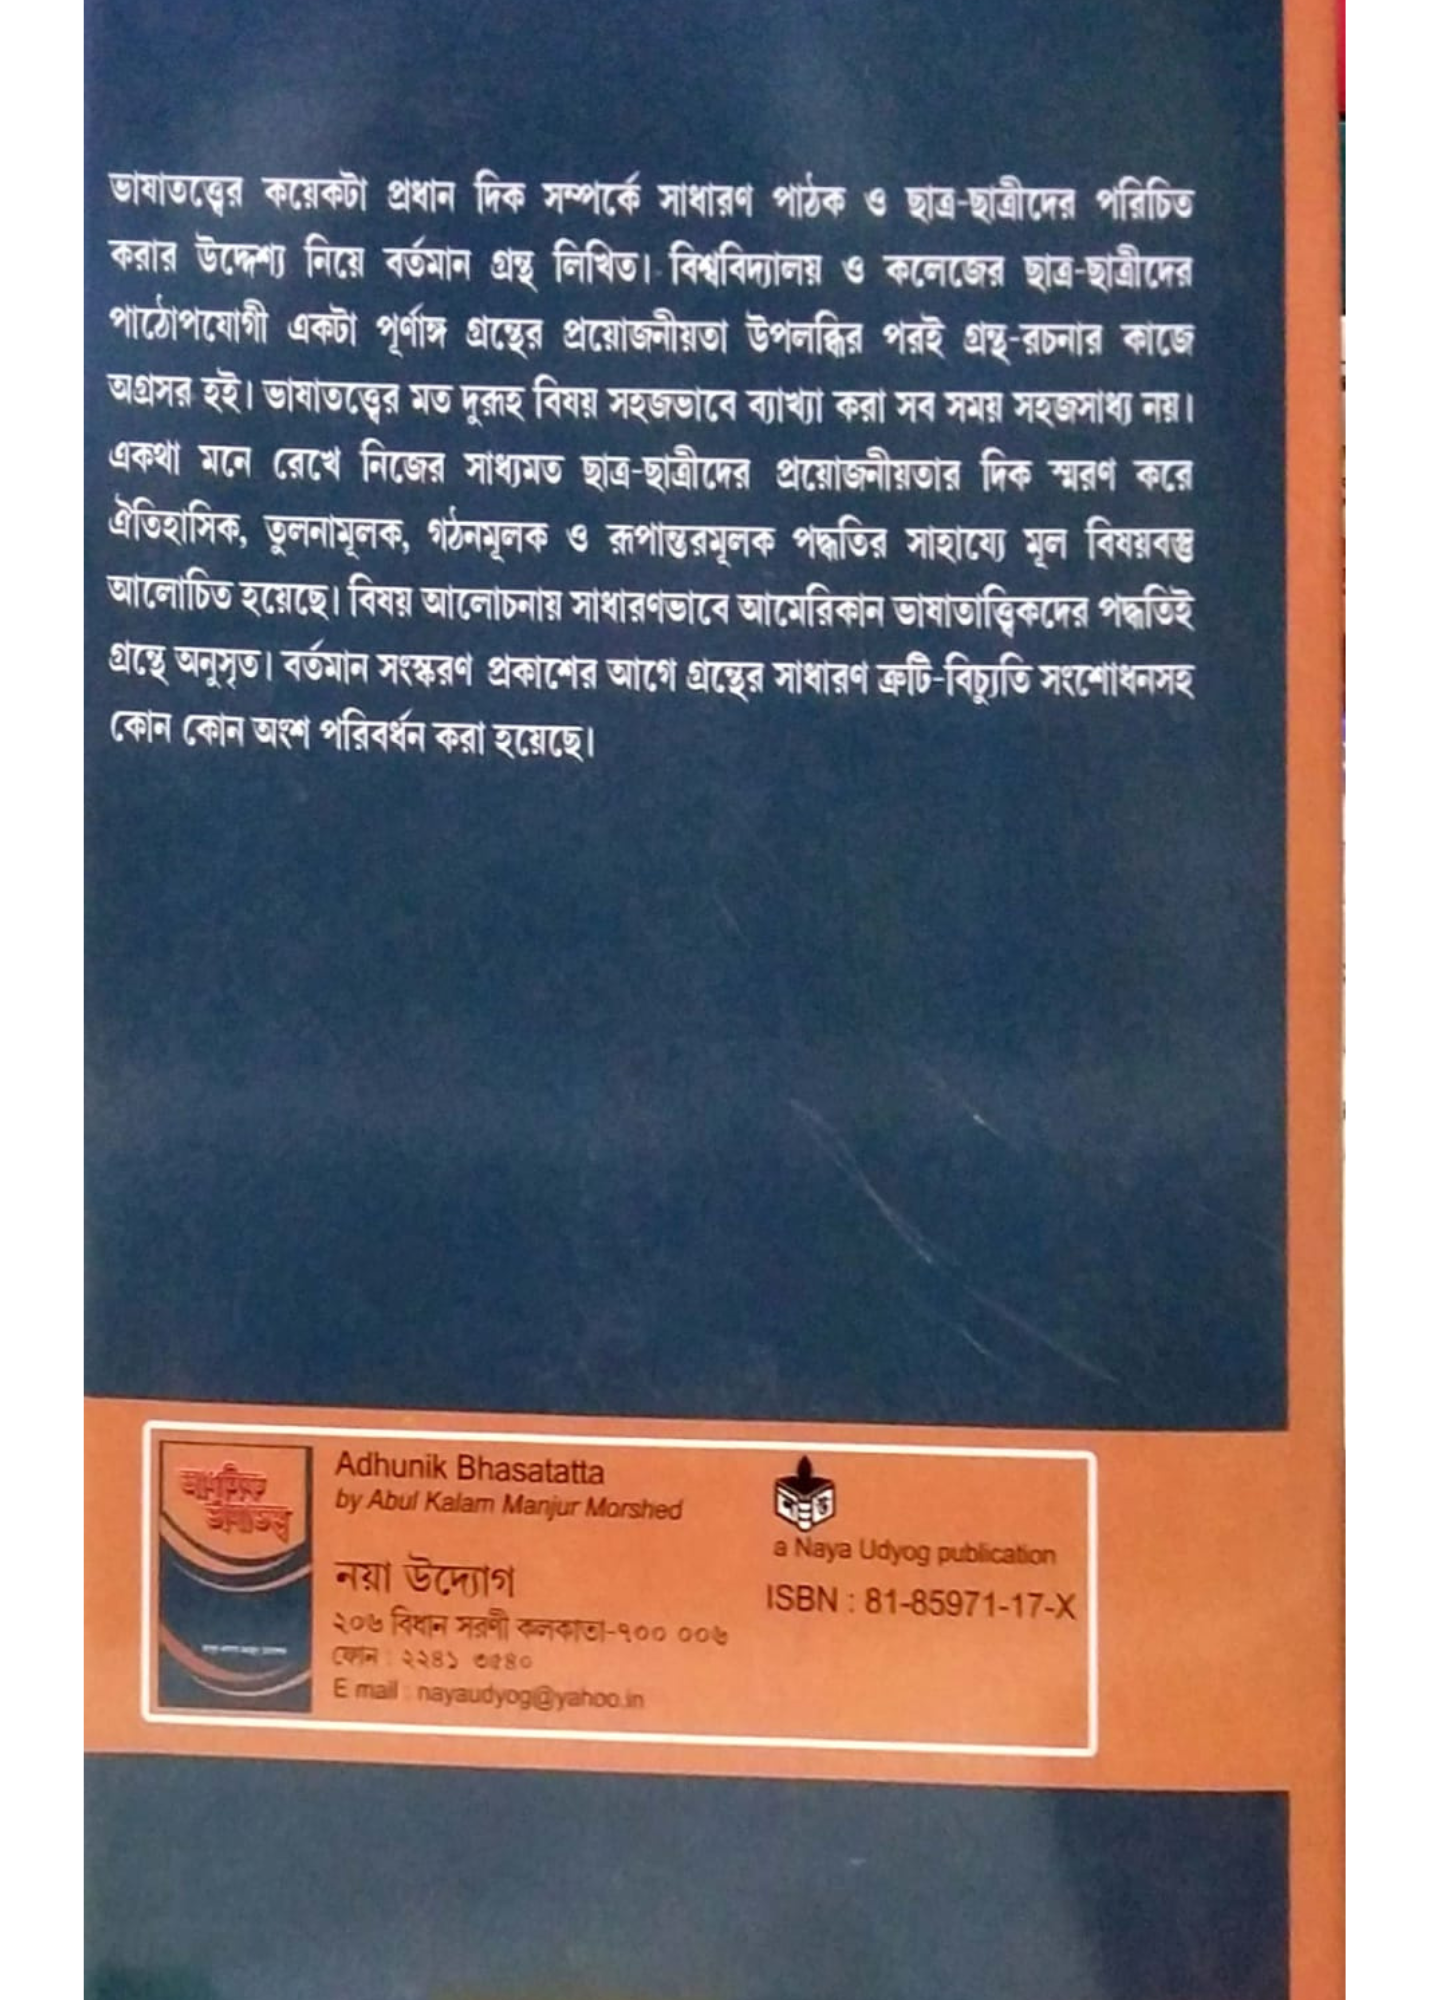 ভাষাতত্ত্বের কয়েকটা প্রধান দিক সম্পর্কে সাধারণ পাঠক ও ছাত্র-ছাত্রীদের পরিচিত
করার উদ্দেশ্য নিয়ে বর্তমান গ্রন্থ লিখিত। বিশ্ববিদ্যালয় ও কলেজের ছাত্র-ছাত্রীদের
পাঠোপযোগী একটা পূর্ণাঙ্গ গ্রন্থের প্রয়োজনীয়তা উপলব্ধির পরই গ্রন্থ-রচনার কাজে
অগ্রসর হই। ভাষাতত্ত্বের মত দুরূহ বিষয় সহজভাবে ব্যাখ্যা করা সব সময় সহজসাধ্য নয়।
একথা মনে রেখে নিজের সাধ্যমত ছাত্র-ছাত্রীদের প্রয়োজনীয়তার দিক স্মরণ করে
ঐতিহাসিক, তুলনামূলক, গঠনমূলক ও রূপান্তরমূলক পদ্ধতির সাহায্যে মূল বিষয়বস্তু
আলোচিত হয়েছে। বিষয় আলোচনায় সাধারণভাবে আমেরিকান ভাষাতাত্ত্বিকদের পদ্ধতিই
গ্রন্থে অনুসৃত। বর্তমান সংস্করণ প্রকাশের আগে গ্রন্থের সাধারণ ত্রুটি-বিচ্যুতি সংশোধনসহ
কোন কোন অংশ পরিবর্ধন করা হয়েছে।
আধুনিক
ভাষাতত্ত্ব
Adhunik Bhasatatta
by Abul Kalam Manjur Morshed
নয়া উদ্যোগ
২০৬ বিধান সরণী কলকাতা-৭০০ ০০৬
ফোন : ২২৪১ ৩৫৪০
E mail : nayaudyog@yahoo.in
ন উ
a Naya Udyog publication
ISBN : 81-85971-17-X